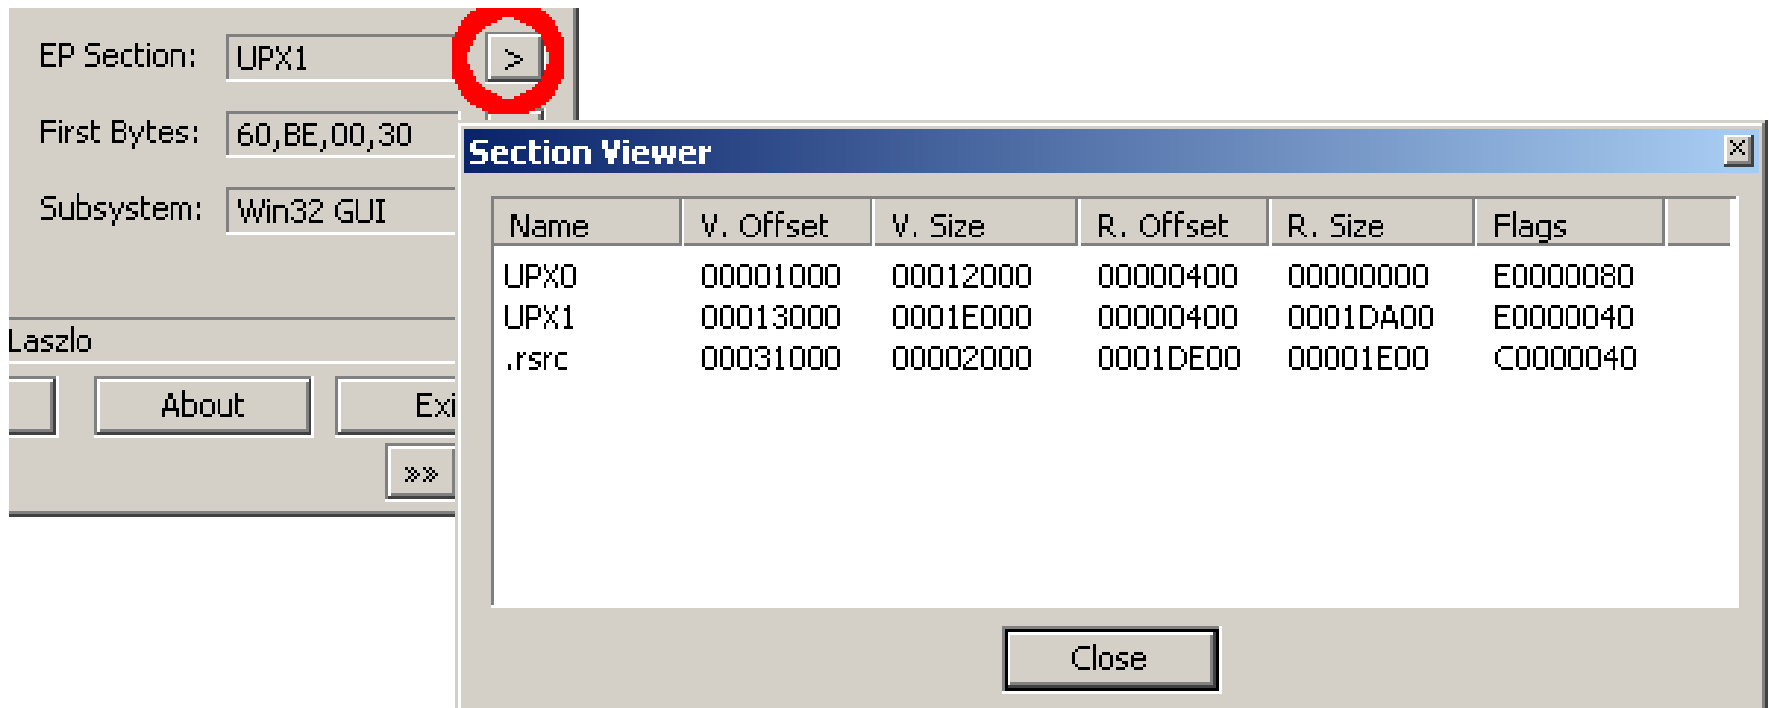 EP Section: UPX1 >
First Bytes: 60,BE,00,30
Subsystem: Win32 GUI
Laszlo
About Exi
»»
Section Viewer
Name V. Offset V. Size R. Offset R. Size Flags
UPX0 00001000 00012000 00000400 00000000 E0000080
UPX1 00013000 0001E000 00000400 0001DA00 E0000040
.rsrc 00031000 00002000 0001DE00 00001E00 C0000040
Close